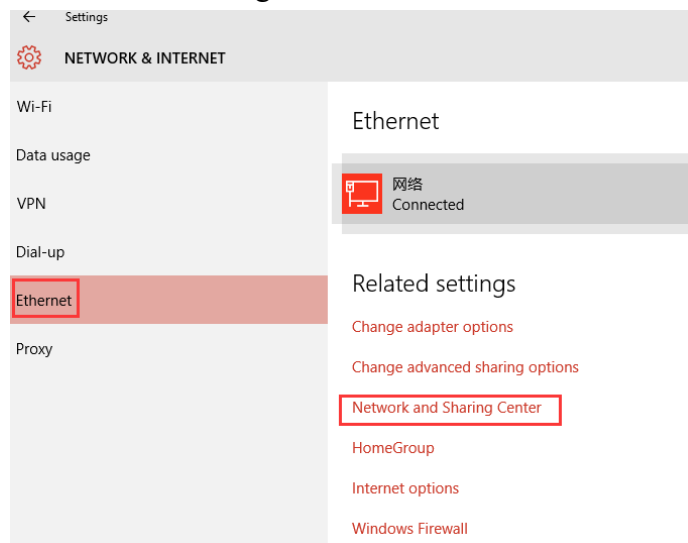 Settings
NETWORK & INTERNET
Wi-Fi
Data usage
VPN
Dial-up
Ethernet
Proxy
Ethernet
网络
Connected
Related settings
Change adapter options
Change advanced sharing options
Network and Sharing Center
HomeGroup
Internet options
Windows Firewall